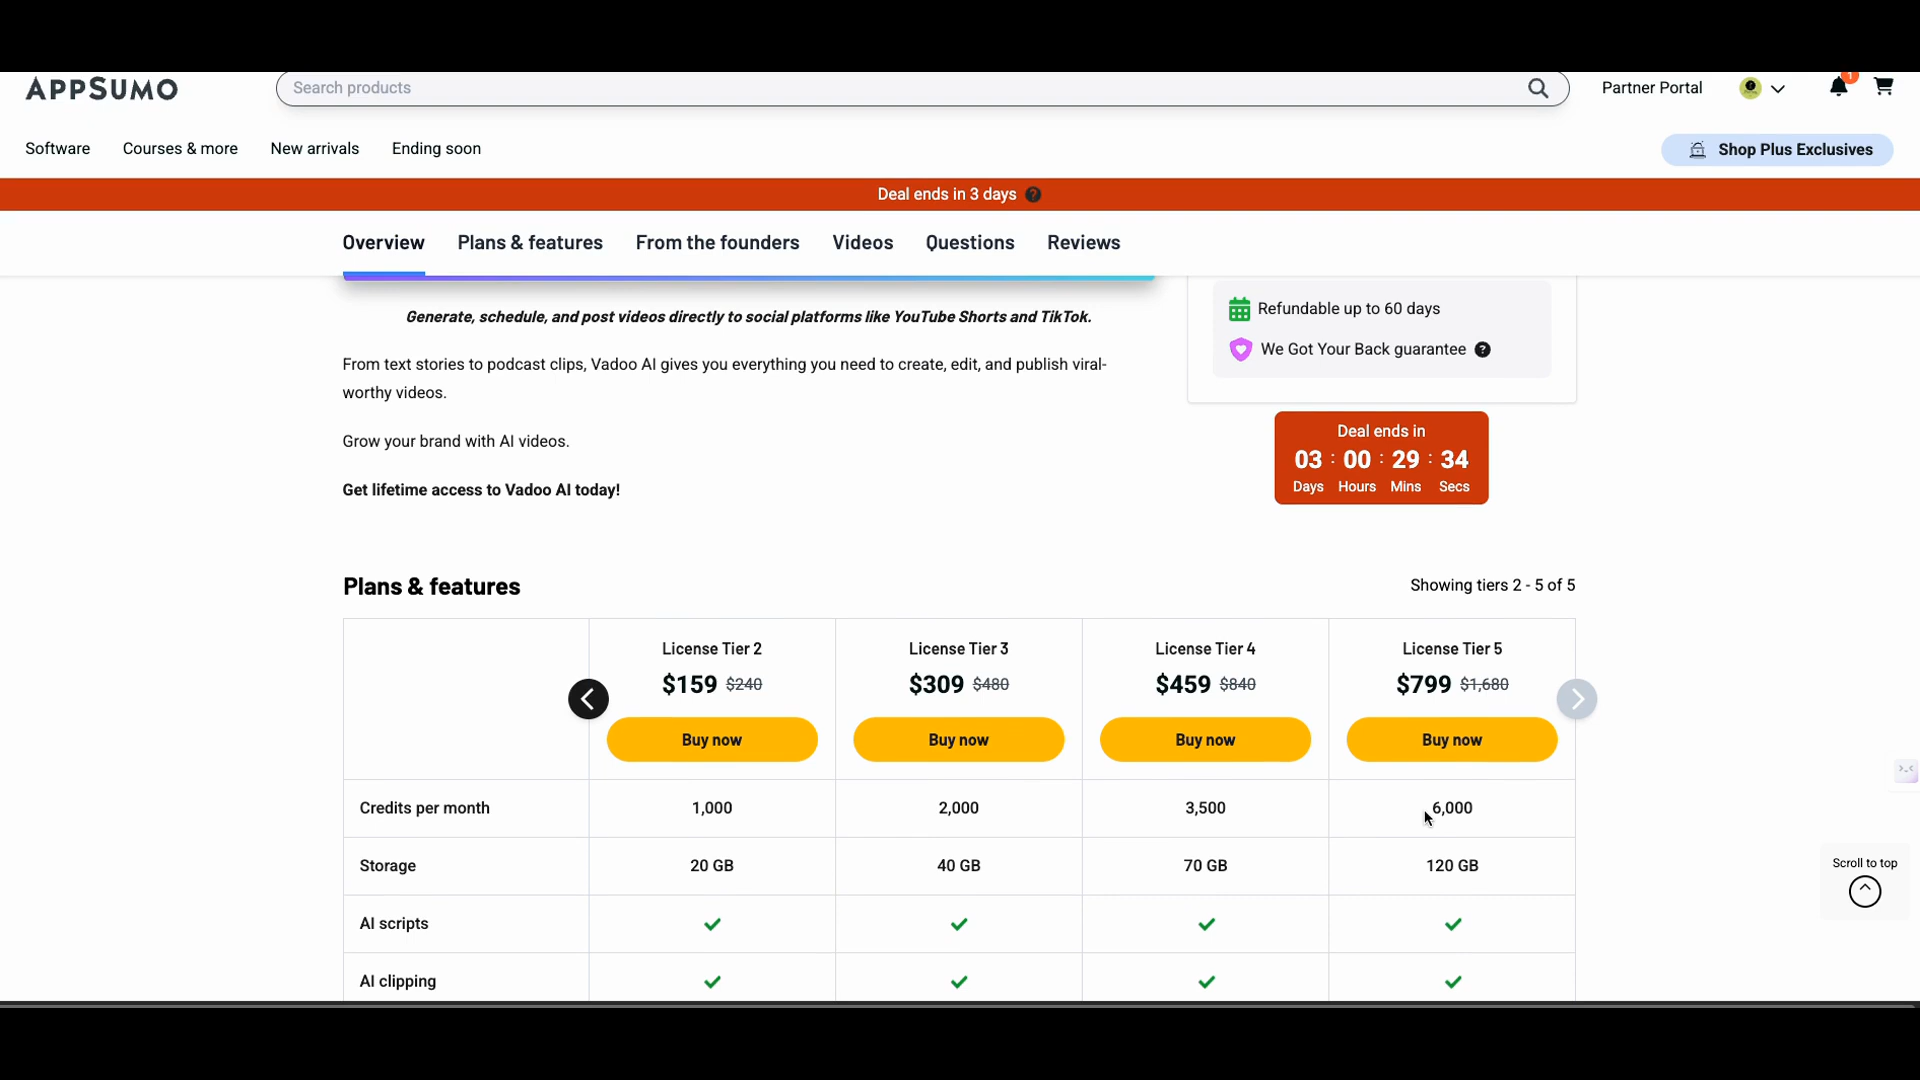 APPSUMO
Search products
Partner Portal
1
Software
Courses & more
New arrivals
Ending soon
Shop Plus Exclusives
Deal ends in 3 days ?
Overview
Plans & features
From the founders
Videos
Questions
Reviews
Generate, schedule, and post videos directly to social platforms like YouTube Shorts and TikTok.
From text stories to podcast clips, Vadoo AI gives you everything you need to create, edit, and publish viral-
worthy videos.
Grow your brand with AI videos.
Get lifetime access to Vadoo AI today!
Refundable up to 60 days
We Got Your Back guarantee ?
Deal ends in
03 : 00 : 29 : 34
Days Hours Mins Secs
Plans & features
Showing tiers 2 - 5 of 5
License Tier 2 License Tier 3 License Tier 4 License Tier 5
$159 $240 $309 $480 $459 $840 $799 $1,680
Buy now Buy now Buy now Buy now
Credits per month 1,000 2,000 3,500 6,000
Storage 20 GB 40 GB 70 GB 120 GB
AI scripts
AI clipping
Scroll to top